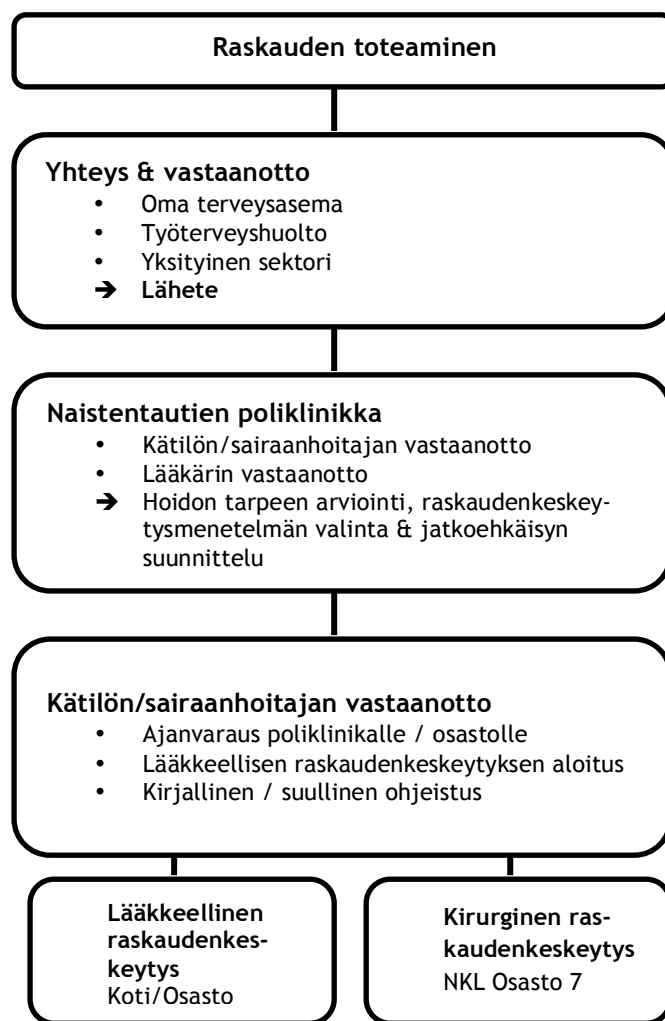 Raskauden toteaminen
Yhteys & vastaanotto
• Oma terveysasema
• Työterveyshuolto
• Yksityinen sektori
➔ Lähete
Naistentautien poliklinikka
• Kätilön/sairaanhoitajan vastaanotto
• Lääkärin vastaanotto
➔ Hoidon tarpeen arviointi, raskaudenkeskey-
tysmenetelmän valinta & jatkoehkäisyn
suunnittelu
Kätilön/sairaanhoitajan vastaanotto
• Ajanvaraus poliklinikalle / osastolle
• Lääkkeellisen raskaudenkeskeytyksen aloitus
• Kirjallinen / suullinen ohjeistus
Lääkkeellinen
raskaudenkes-
keytys
Koti/Osasto
Kirurginen ras-
kaudenkeskeytys
NKL Osasto 7